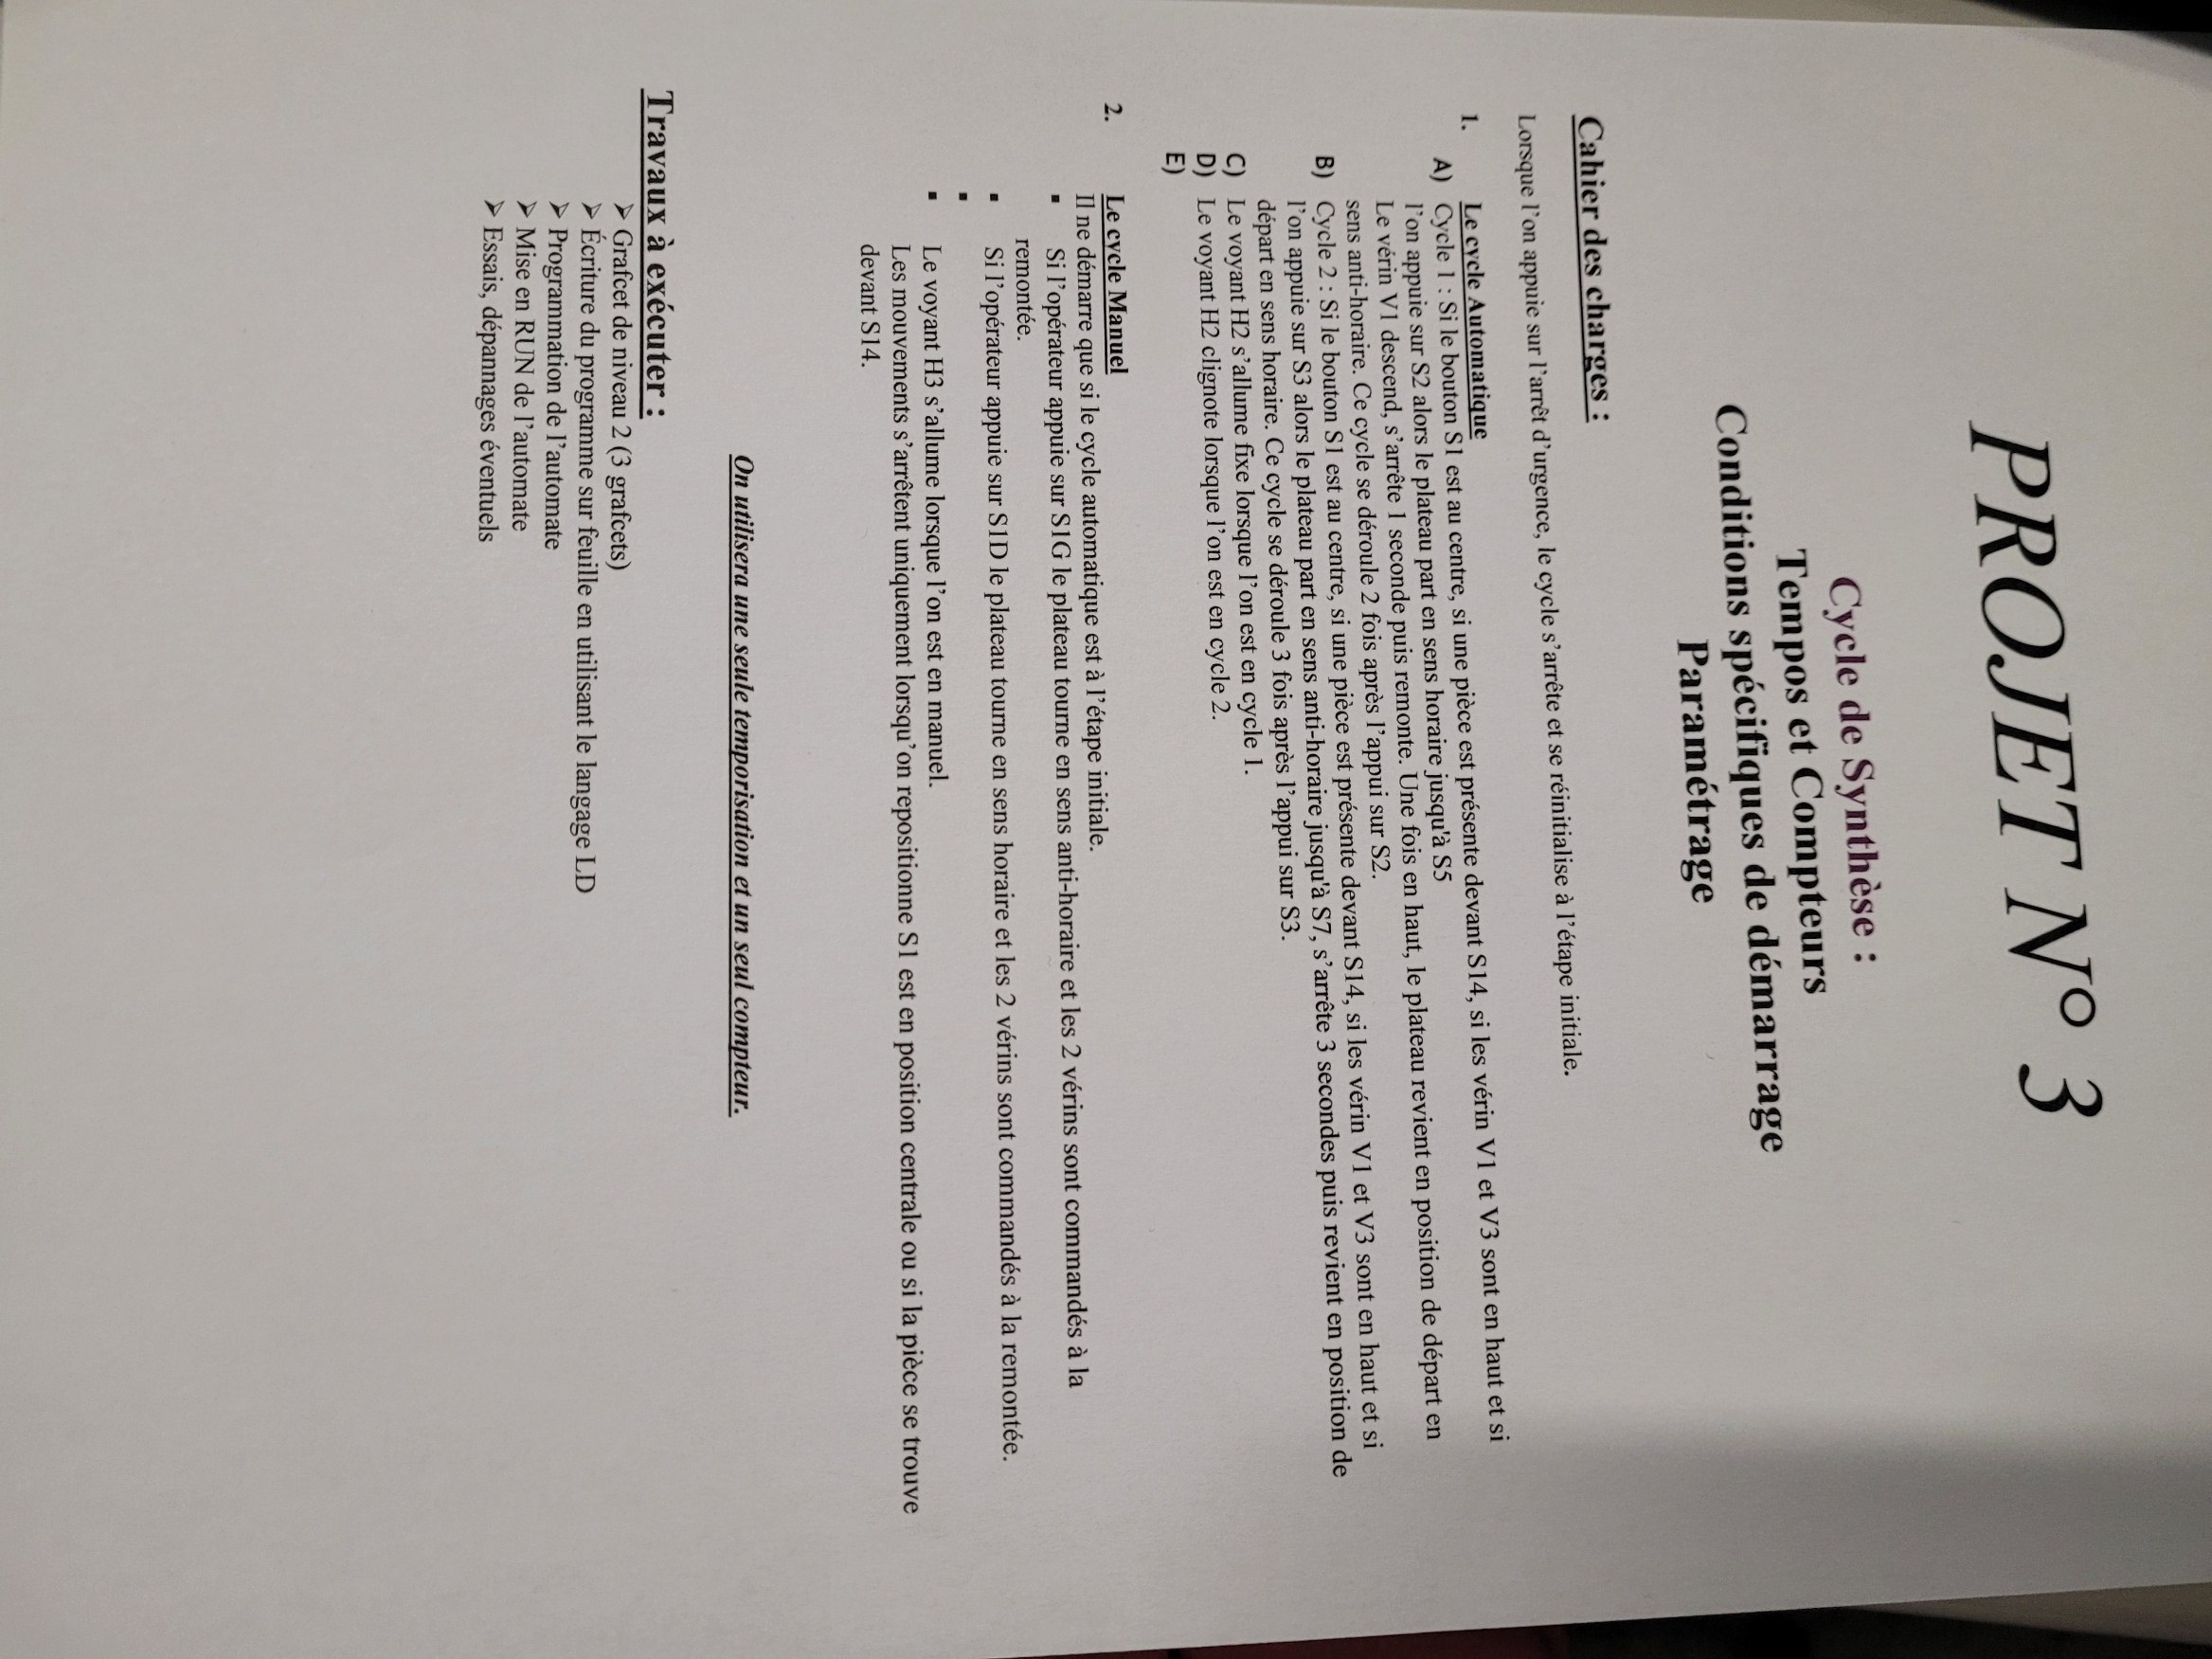 PROJET N° 3
Cycle de Synthèse :
Tempos et Compteurs
Conditions spécifiques de démarrage
Paramétrage
Cahier des charges :
Lorsque l'on appuie sur l'arrêt d'urgence, le cycle s'arrête et se réinitialise à l'étape initiale.
1. Le cycle Automatique
A) Cycle 1 : Si le bouton S1 est au centre, si une pièce est présente devant S14, si les vérin V1 et V3 sont en haut et si
l'on appuie sur S2 alors le plateau part en sens horaire jusqu'à S5
Le vérin V1 descend, s'arrête 1 seconde puis remonte. Une fois en haut, le plateau revient en position de départ en
sens anti-horaire. Ce cycle se déroule 2 fois après l'appui sur S2.
B) Cycle 2 : Si le bouton S1 est au centre, si une pièce est présente devant S14, si les vérin V1 et V3 sont en haut et si
l'on appuie sur S3 alors le plateau part en sens anti-horaire jusqu'à S7, s'arrête 3 secondes puis revient en position de
départ en sens horaire. Ce cycle se déroule 3 fois après l'appui sur S3.
C) Le voyant H2 s'allume fixe lorsque l'on est en cycle 1.
D) Le voyant H2 clignote lorsque l'on est en cycle 2.
E)
2. Le cycle Manuel
Il ne démarre que si le cycle automatique est à l'étape initiale.
▪ Si l'opérateur appuie sur S1G le plateau tourne en sens anti-horaire et les 2 vérins sont commandés à la
remontée.
▪ Si l'opérateur appuie sur S1D le plateau tourne en sens horaire et les 2 vérins sont commandés à la remontée.
▪
▪ Le voyant H3 s'allume lorsque l'on est en manuel.
Les mouvements s'arrêtent uniquement lorsqu'on repositionne S1 est en position centrale ou si la pièce se trouve
devant S14.
On utilisera une seule temporisation et un seul compteur.
Travaux à exécuter :
➢ Grafcet de niveau 2 (3 grafcets)
➢ Écriture du programme sur feuille en utilisant le langage LD
➢ Programmation de l'automate
➢ Mise en RUN de l'automate
➢ Essais, dépannages éventuels